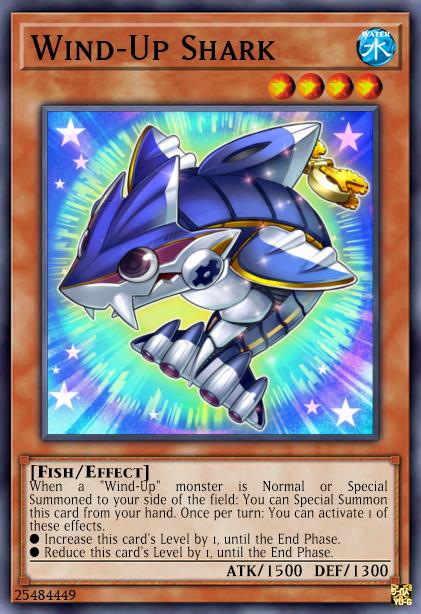 Wind-Up Shark
WATER
水
[Fish/Effect]
When a "Wind-Up" monster is Normal or Special
Summoned to your side of the field: You can Special Summon
this card from your hand. Once per turn: You can activate 1 of
these effects.
● Increase this card's Level by 1, until the End Phase.
● Reduce this card's Level by 1, until the End Phase.
ATK/1500 DEF/1300
25484449